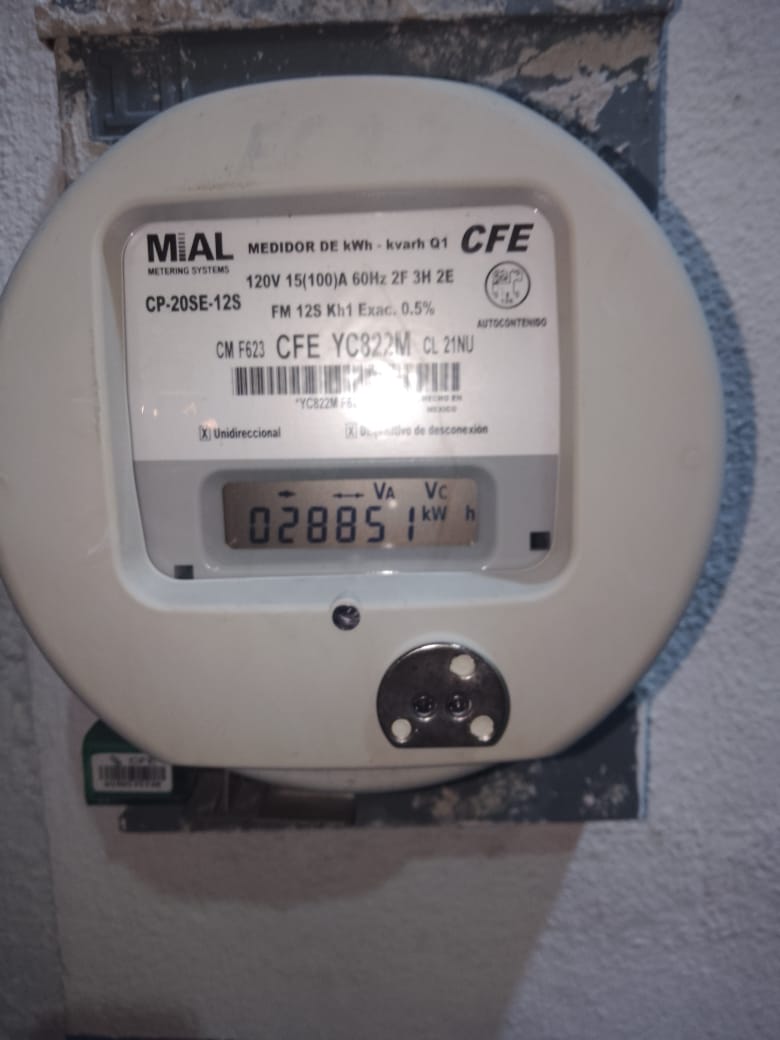 MIAL
METERING SYSTEMS
MEDIDOR DE kWh - kvarh Q1
CFE
120V 15(100)A 60Hz 2F 3H 2E
CP-20SE-12S
FM 12S Kh1 Exac. 0.5%
AUTOCONTENIDO
CM F623 CFE YC822M CL 21NU
*YC822M
HECHO EN
MEXICO
X Unidireccional
X Dispositivo de desconexión
VA VC
028851 kW h
CFE